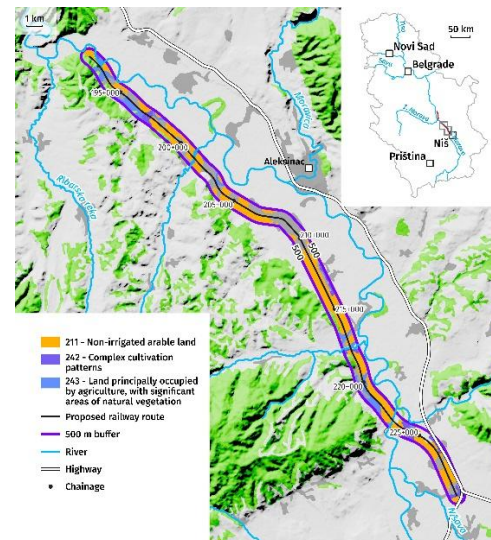 1 km
50 km
Novi Sad
Belgrade
Niš
Priština
Aleksinac
195+000
200+000
205+000
210+000
500
500
215+000
220+000
225+000
Nišava
211 - Non-irrigated arable land
242 - Complex cultivation
patterns
243 - Land principally occupied
by agriculture, with significant
areas of natural vegetation
Proposed railway route
500 m buffer
River
Highway
Chainage